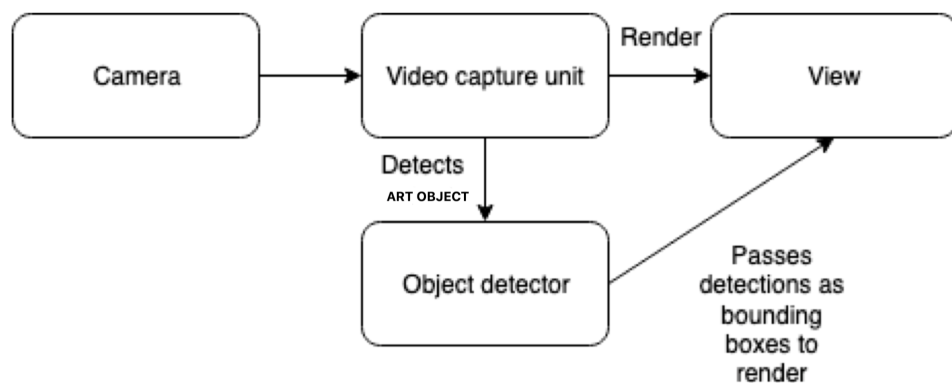 Camera
Video capture unit
Render
View
Detects
ART OBJECT
Object detector
Passes
detections as
bounding
boxes to
render